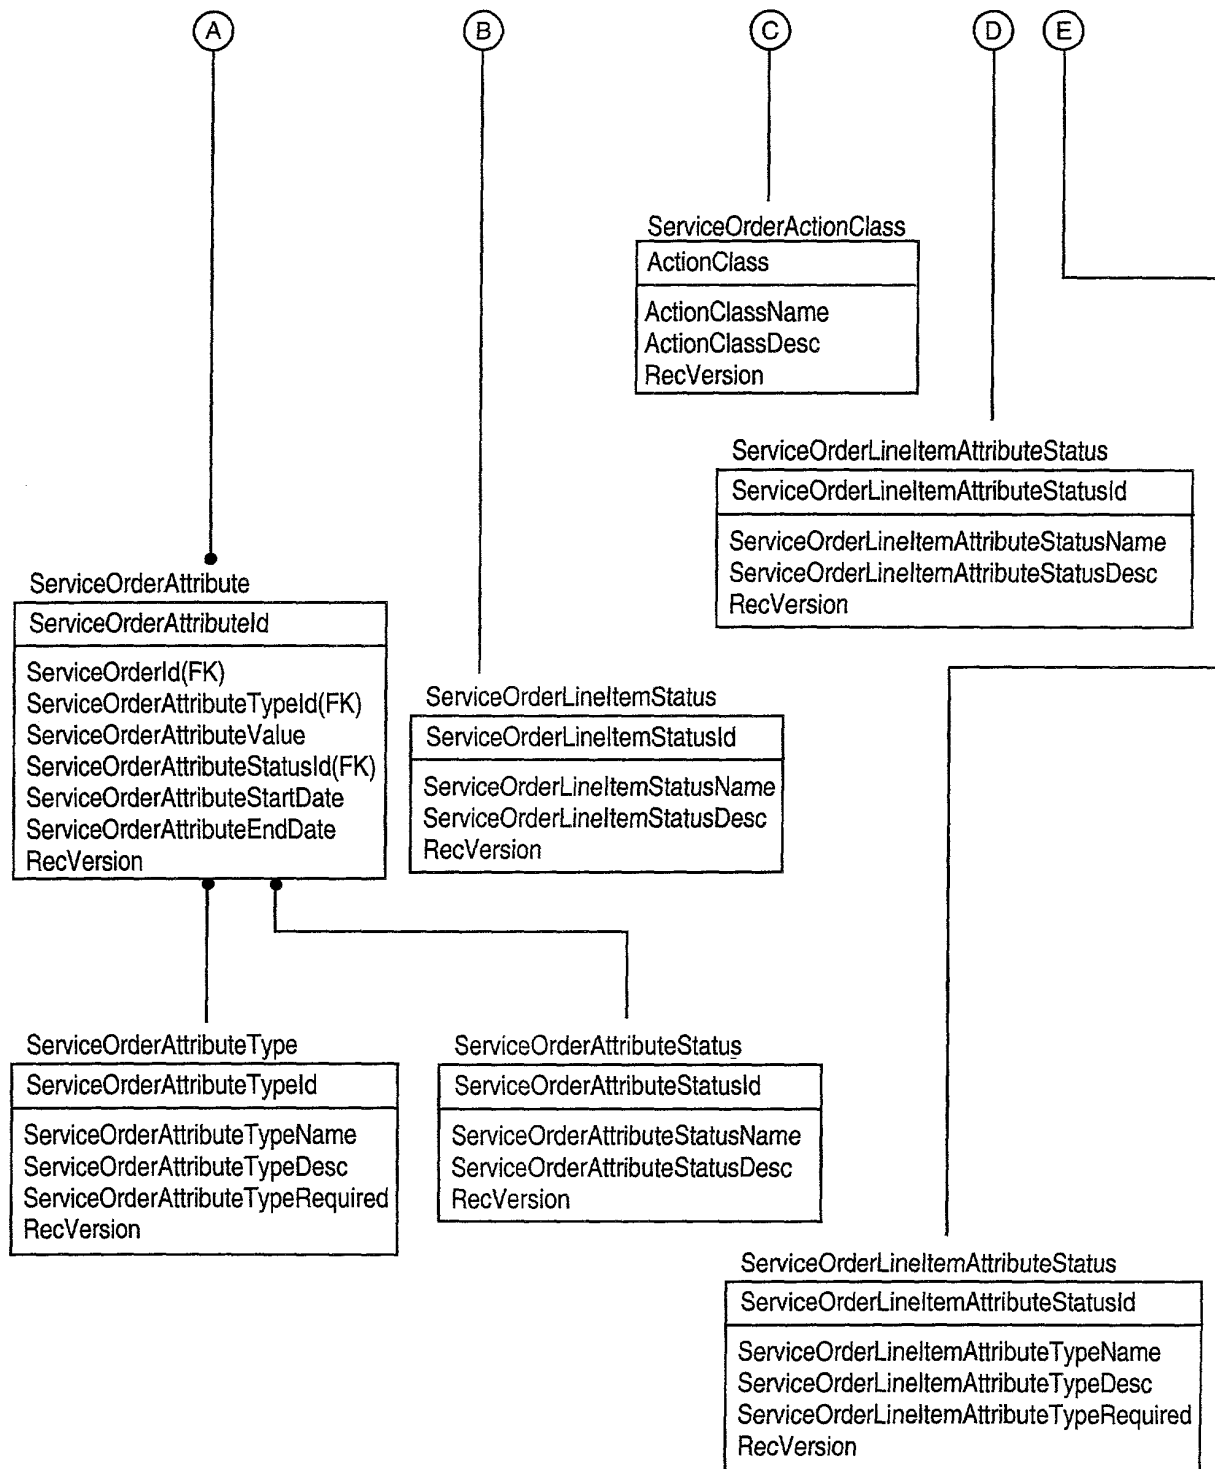 A
B
C
D
E
ServiceOrderActionClass
ActionClass
ActionClassName
ActionClassDesc
RecVersion
ServiceOrderLineItemAttributeStatus
ServiceOrderLineItemAttributeStatusId
ServiceOrderLineItemAttributeStatusName
ServiceOrderLineItemAttributeStatusDesc
RecVersion
ServiceOrderAttribute
ServiceOrderAttributeId
ServiceOrderId(FK)
ServiceOrderAttributeTypeId(FK)
ServiceOrderAttributeValue
ServiceOrderAttributeStatusId(FK)
ServiceOrderAttributeStartDate
ServiceOrderAttributeEndDate
RecVersion
ServiceOrderLineItemStatus
ServiceOrderLineItemStatusId
ServiceOrderLineItemStatusName
ServiceOrderLineItemStatusDesc
RecVersion
ServiceOrderAttributeType
ServiceOrderAttributeTypeId
ServiceOrderAttributeTypeName
ServiceOrderAttributeTypeDesc
ServiceOrderAttributeTypeRequired
RecVersion
ServiceOrderAttributeStatus
ServiceOrderAttributeStatusId
ServiceOrderAttributeStatusName
ServiceOrderAttributeStatusDesc
RecVersion
ServiceOrderLineItemAttributeStatus
ServiceOrderLineItemAttributeStatusId
ServiceOrderLineItemAttributeTypeName
ServiceOrderLineItemAttributeTypeDesc
ServiceOrderLineItemAttributeTypeRequired
RecVersion